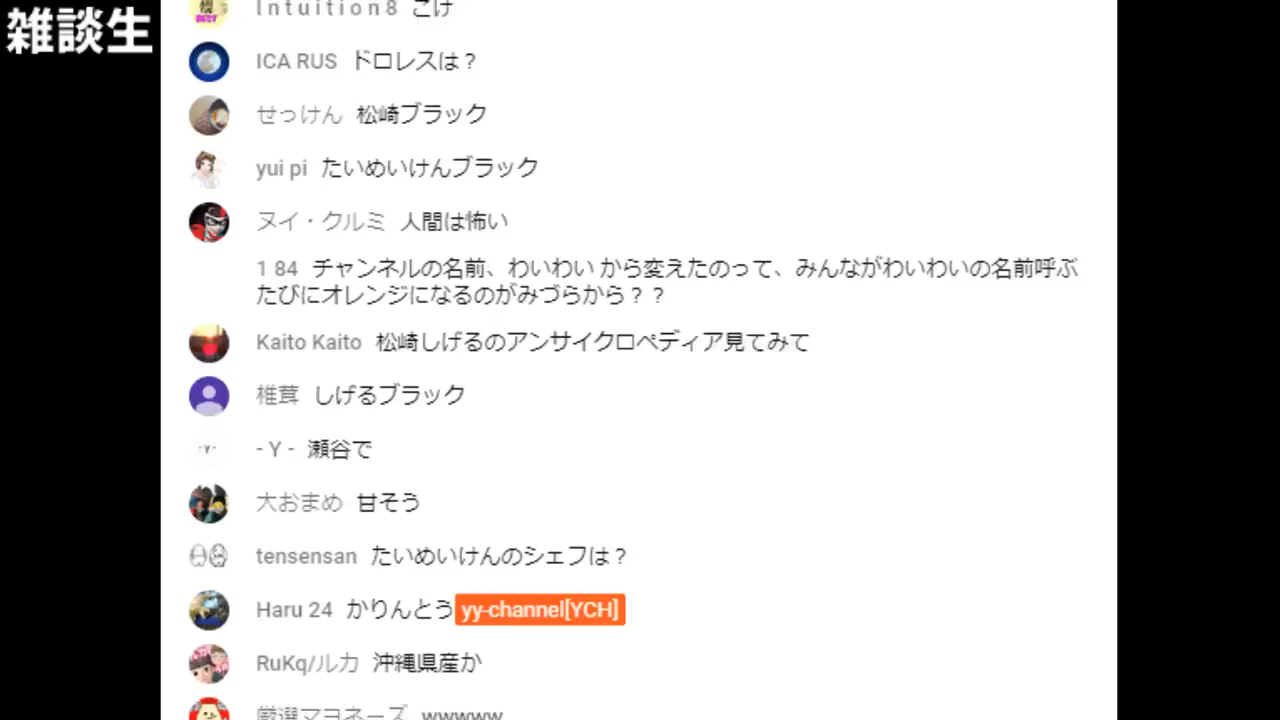 雑談生
Intuition8 こけ
ICA RUS ドロレスは？
せっけん 松崎ブラック
yui pi たいめいけんブラック
ヌイ・クルミ 人間は怖い
1 84 チャンネルの名前、わいわい から変えたのって、みんながわいわいの名前呼ぶ
たびにオレンジになるのがみづらから？？
Kaito Kaito 松崎しげるのアンサイクロペディア見てみて
椎茸 しげるブラック
- Y - 瀬谷で
大おまめ 甘そう
tensensan たいめいけんのシェフは？
Haru 24 かりんとう yy-channel[YCH]
RuKq/ルカ 沖縄県産か
厳選マヨネーズ wwwww